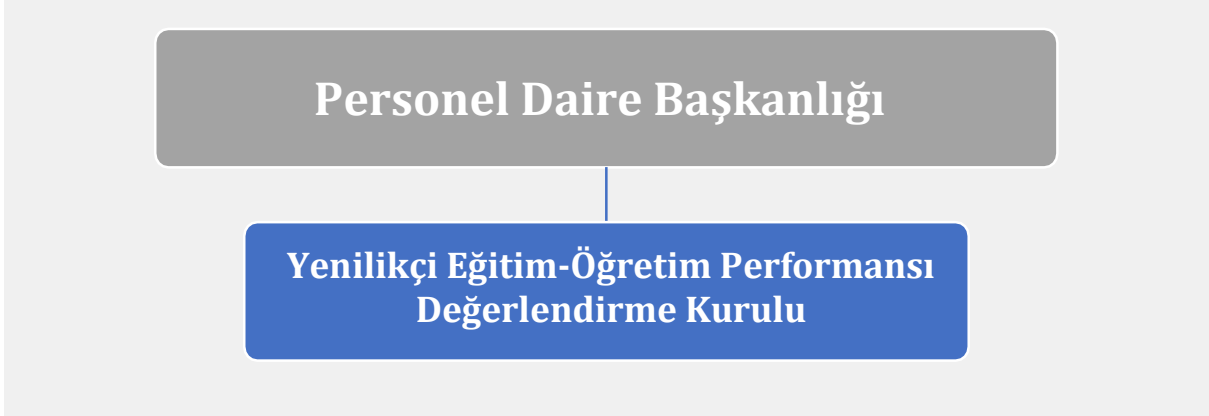 Personel Daire Başkanlığı
Yenilikçi Eğitim-Öğretim Performansı
Değerlendirme Kurulu